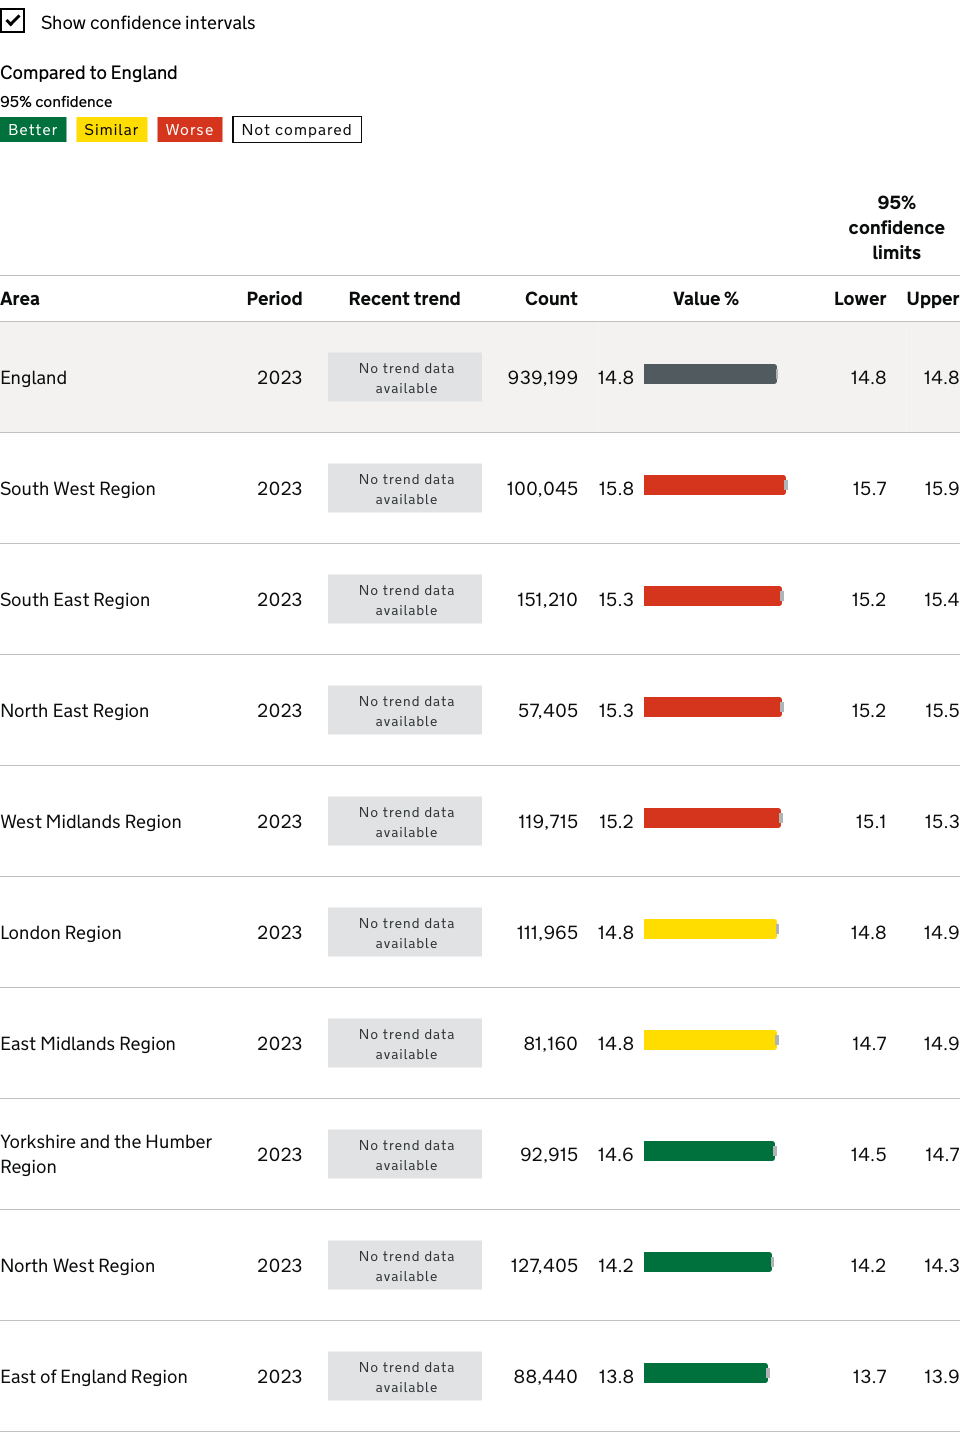 Show confidence intervals
Compared to England
95% confidence
Better Similar Worse Not compared
95%
confidence
limits
Area Period Recent trend Count Value % Lower Upper
England 2023 No trend data available 939,199 14.8 14.8 14.8
South West Region 2023 No trend data available 100,045 15.8 15.7 15.9
South East Region 2023 No trend data available 151,210 15.3 15.2 15.4
North East Region 2023 No trend data available 57,405 15.3 15.2 15.5
West Midlands Region 2023 No trend data available 119,715 15.2 15.1 15.3
London Region 2023 No trend data available 111,965 14.8 14.8 14.9
East Midlands Region 2023 No trend data available 81,160 14.8 14.7 14.9
Yorkshire and the Humber Region 2023 No trend data available 92,915 14.6 14.5 14.7
North West Region 2023 No trend data available 127,405 14.2 14.2 14.3
East of England Region 2023 No trend data available 88,440 13.8 13.7 13.9